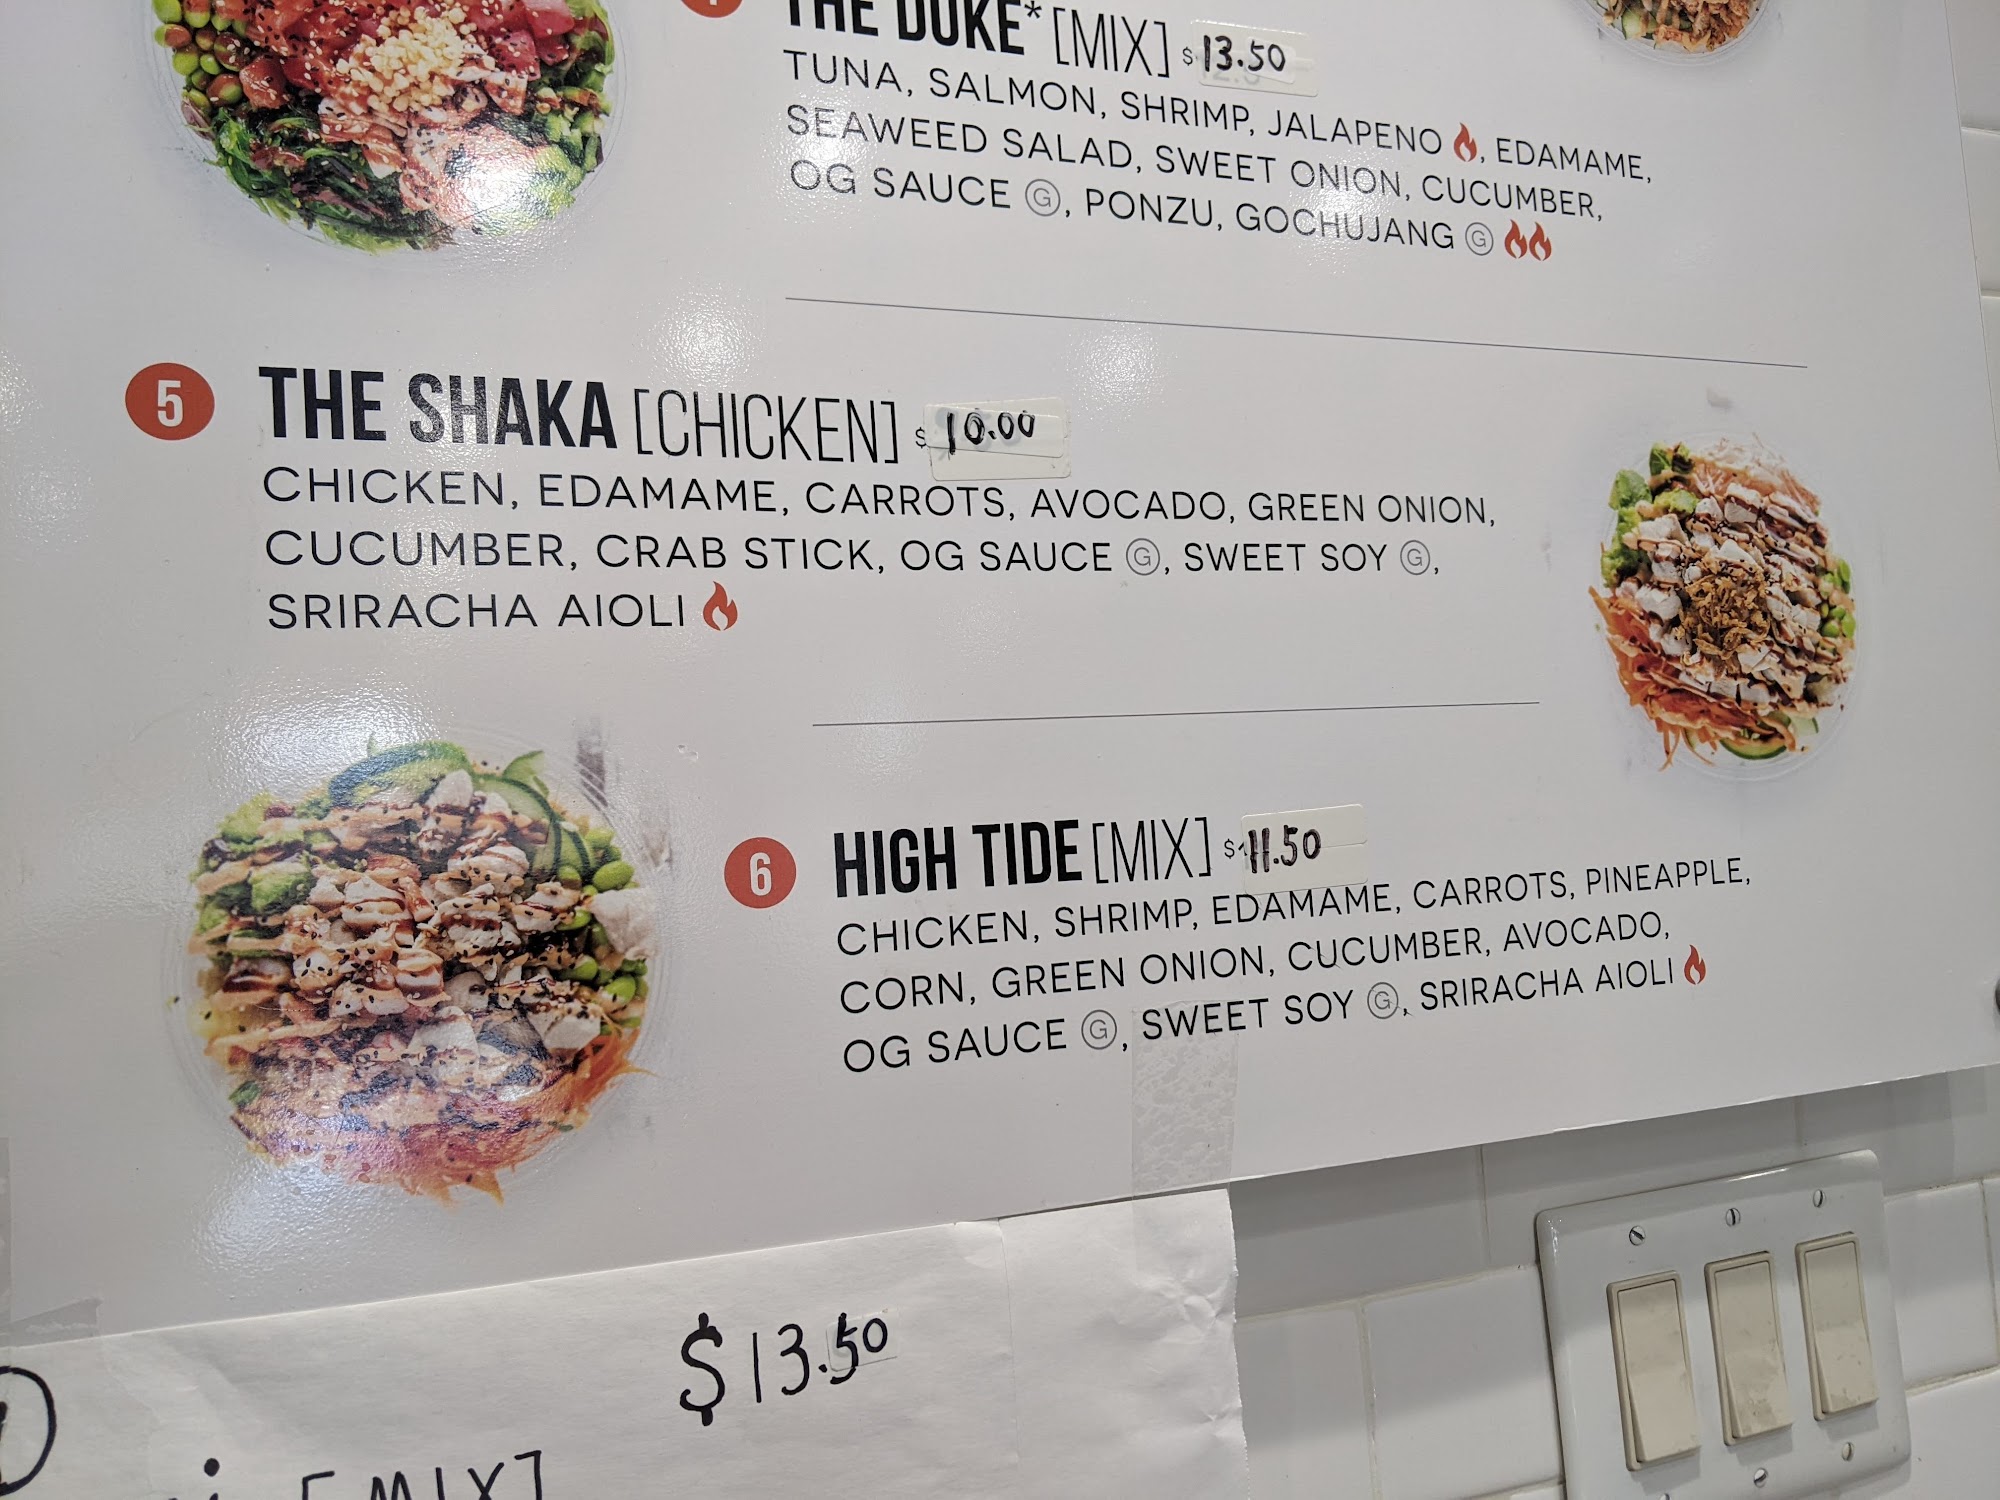 THE DUKE* [MIX] $ 13.50
TUNA, SALMON, SHRIMP, JALAPENO, EDAMAME,
SEAWEED SALAD, SWEET ONION, CUCUMBER,
OG SAUCE G, PONZU, GOCHUJANG G
5 THE SHAKA [CHICKEN] $ 10.00
CHICKEN, EDAMAME, CARROTS, AVOCADO, GREEN ONION,
CUCUMBER, CRAB STICK, OG SAUCE G, SWEET SOY G,
SRIRACHA AIOLI
6 HIGH TIDE [MIX] $ 11.50
CHICKEN, SHRIMP, EDAMAME, CARROTS, PINEAPPLE,
CORN, GREEN ONION, CUCUMBER, AVOCADO,
OG SAUCE G, SWEET SOY G, SRIRACHA AIOLI
$13.50
[MIX]